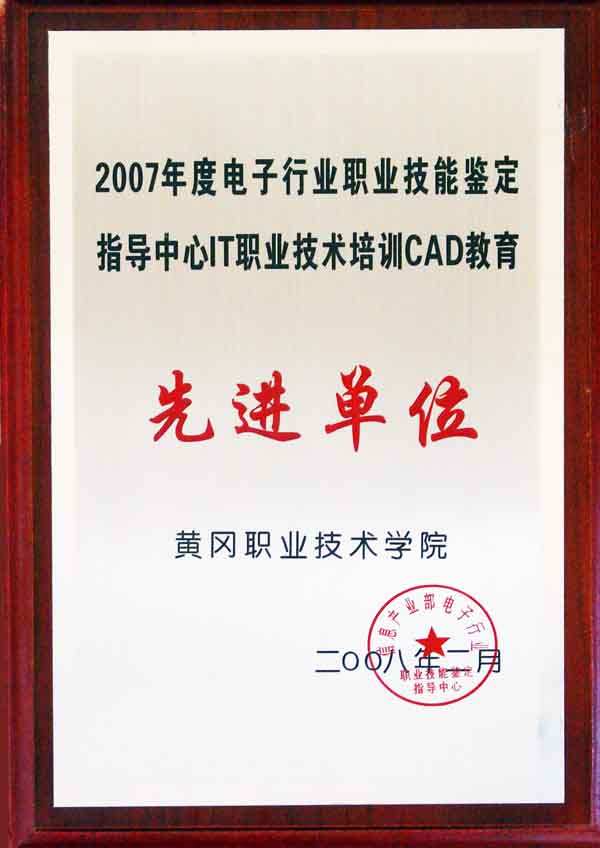 2007年度电子行业职业技能鉴定
指导中心IT职业技术培训CAD教育
先进单位
黄冈职业技术学院
二〇〇八年二月
信息产业部电子行业
职业技能鉴定
指导中心